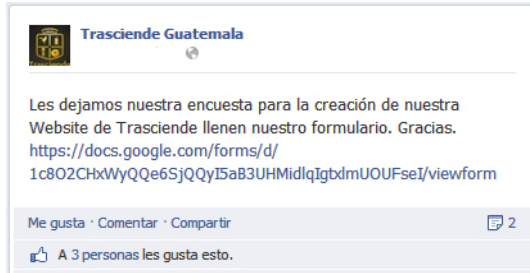 Trasciende Guatemala
Trasciende
Les dejamos nuestra encuesta para la creación de nuestra
Website de Trasciende llenen nuestro formulario. Gracias.
https://docs.google.com/forms/d/
1c8O2CHxWyQQe6SjQQyI5aB3UHMidlqIgtxlmUOUFseI/viewform
Me gusta · Comentar · Compartir 2
A 3 personas les gusta esto.